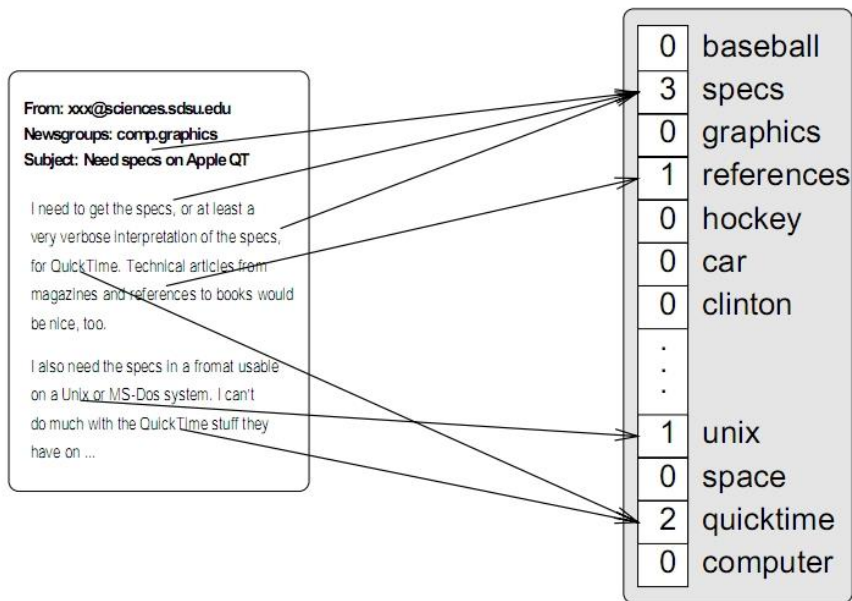 From: xxx@sciences.sdsu.edu
Newsgroups: comp.graphics
Subject: Need specs on Apple QT
I need to get the specs, or at least a
very verbose interpretation of the specs,
for QuickTime. Technical articles from
magazines and references to books would
be nice, too.
I also need the specs in a fromat usable
on a Unix or MS-Dos system. I can't
do much with the QuickTime stuff they
have on ...
0 baseball
3 specs
0 graphics
1 references
0 hockey
0 car
0 clinton
.
.
.
1 unix
0 space
2 quicktime
0 computer